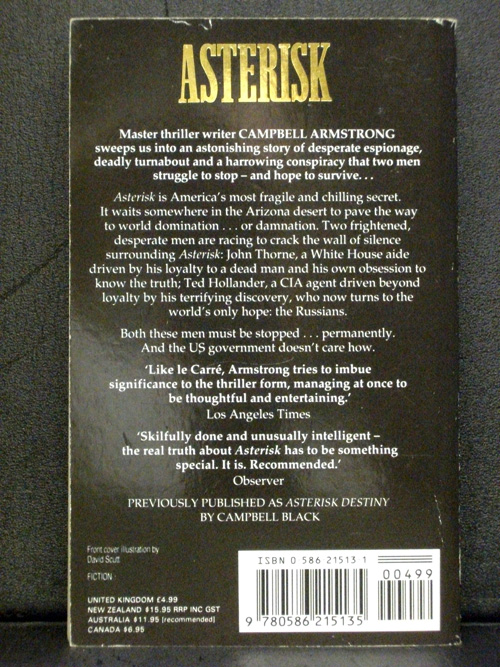 ASTERISK
Master thriller writer CAMPBELL ARMSTRONG
sweeps us into an astonishing story of desperate espionage,
deadly turnabout and a harrowing conspiracy that two men
struggle to stop – and hope to survive. . .
Asterisk is America's most fragile and chilling secret.
It waits somewhere in the Arizona desert to pave the way
to world domination . . . or damnation. Two frightened,
desperate men are racing to crack the wall of silence
surrounding Asterisk: John Thorne, a White House aide
driven by his loyalty to a dead man and his own obsession to
know the truth; Ted Hollander, a CIA agent driven beyond
loyalty by his terrifying discovery, who now turns to the
world's only hope: the Russians.
Both these men must be stopped . . . permanently.
And the US government doesn't care how.
'Like le Carré, Armstrong tries to imbue
significance to the thriller form, managing at once to
be thoughtful and entertaining.'
Los Angeles Times
'Skilfully done and unusually intelligent –
the real truth about Asterisk has to be something
special. It is. Recommended.'
Observer
PREVIOUSLY PUBLISHED AS ASTERISK DESTINY
BY CAMPBELL BLACK
Front cover illustration by
David Scutt
FICTION
ISBN 0 586 21513 1
00499
9 780586 215135
UNITED KINGDOM £4.99
NEW ZEALAND $15.95 RRP INC GST
AUSTRALIA $11.95 (recommended)
CANADA $6.95